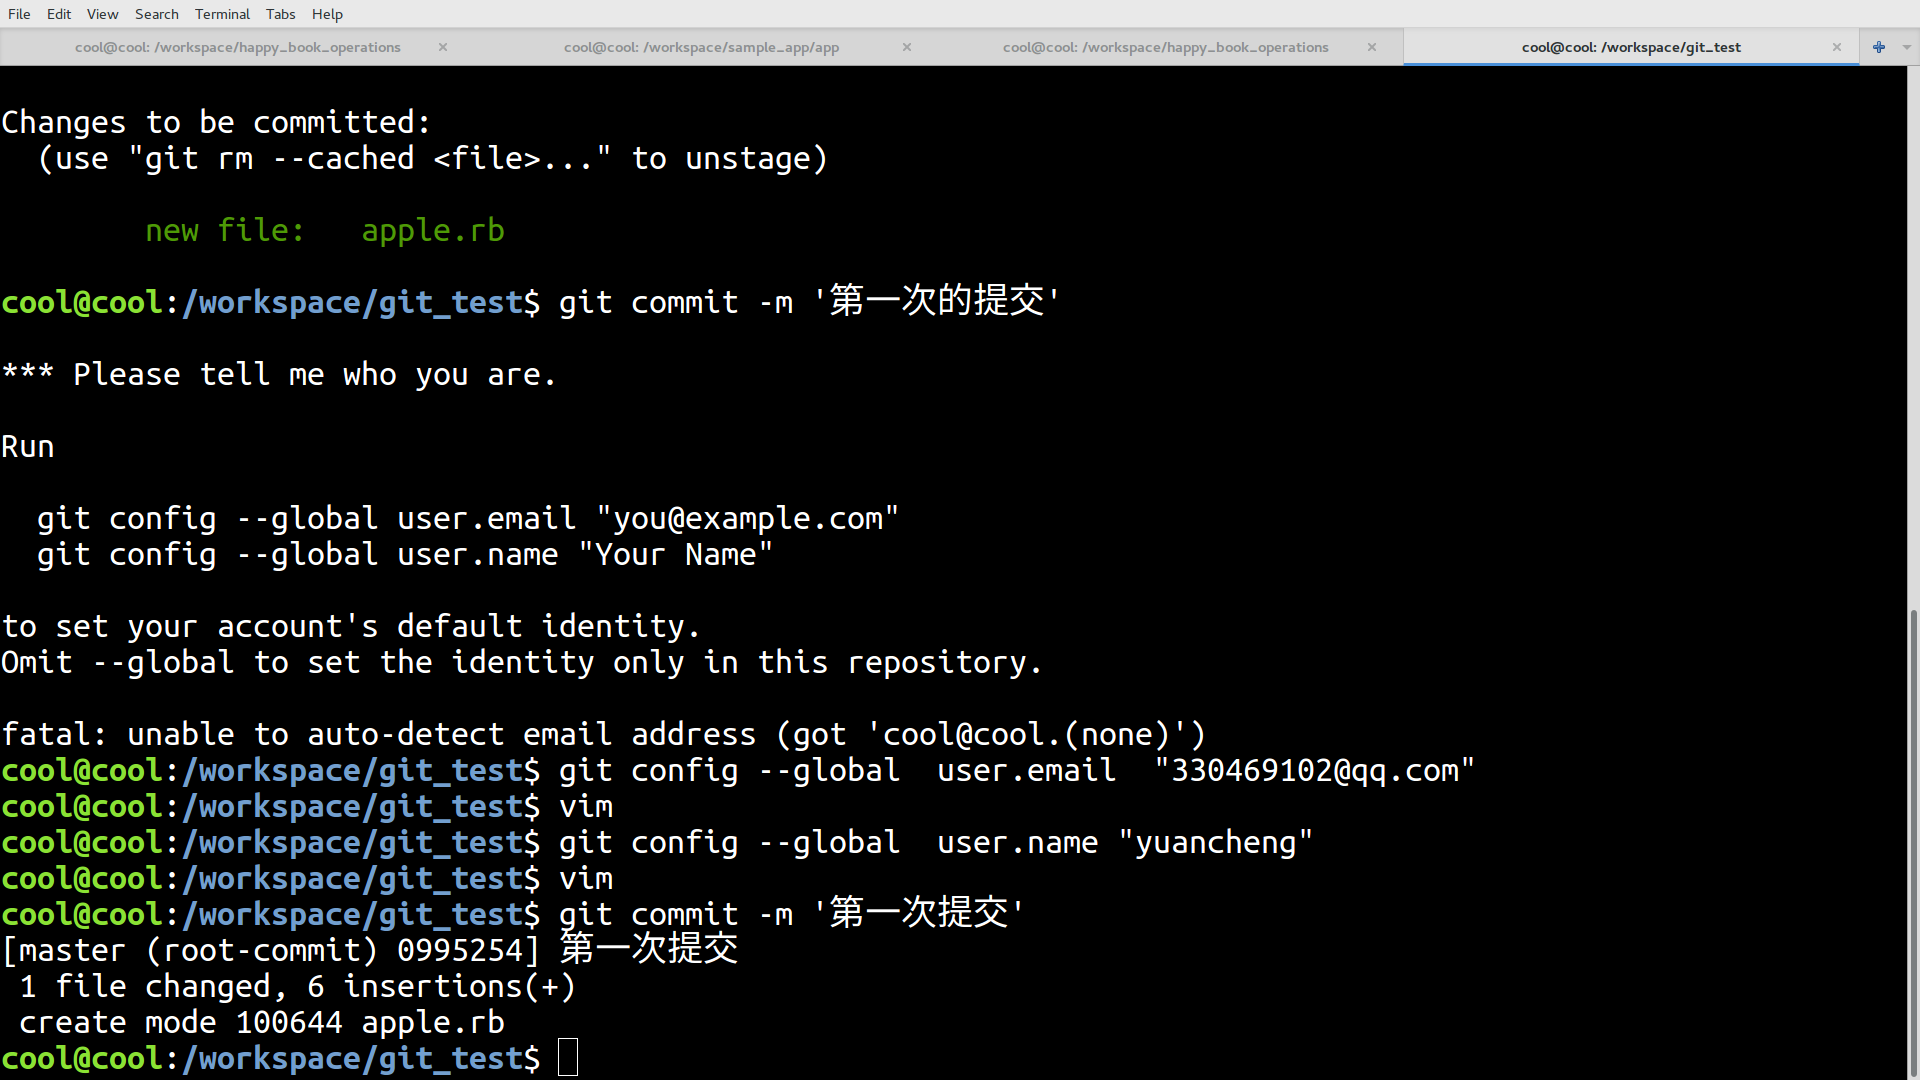 File Edit View Search Terminal Tabs Help
cool@cool: /workspace/happy_book_operations × cool@cool: /workspace/sample_app/app × cool@cool: /workspace/happy_book_operations × cool@cool: /workspace/git_test ×
Changes to be committed:
  (use "git rm --cached <file>..." to unstage)
        new file:   apple.rb
cool@cool:/workspace/git_test$ git commit -m '第一次的提交'
*** Please tell me who you are.
Run
  git config --global user.email "you@example.com"
  git config --global user.name "Your Name"
to set your account's default identity.
Omit --global to set the identity only in this repository.
fatal: unable to auto-detect email address (got 'cool@cool.(none)')
cool@cool:/workspace/git_test$ git config --global  user.email  "330469102@qq.com"
cool@cool:/workspace/git_test$ vim
cool@cool:/workspace/git_test$ git config --global  user.name "yuancheng"
cool@cool:/workspace/git_test$ vim
cool@cool:/workspace/git_test$ git commit -m '第一次提交'
[master (root-commit) 0995254] 第一次提交
 1 file changed, 6 insertions(+)
 create mode 100644 apple.rb
cool@cool:/workspace/git_test$